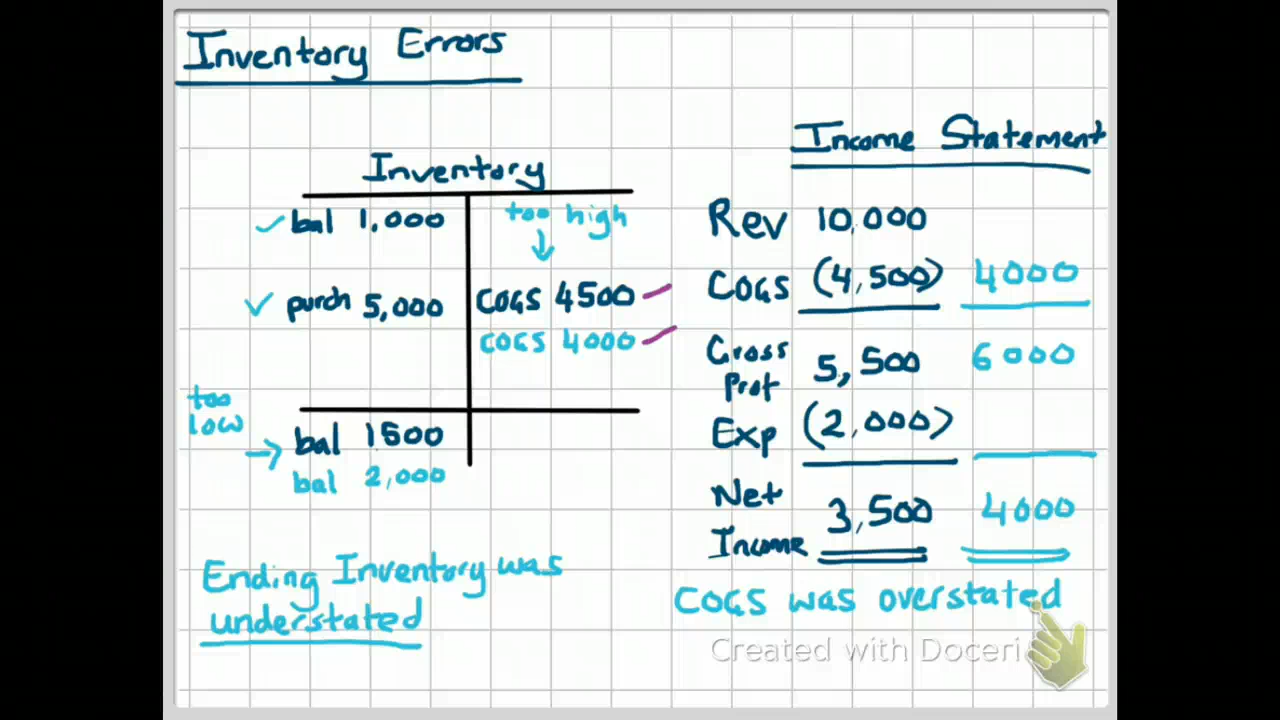 Inventory Errors
Inventory
bal 1,000
too high
purch 5,000
COGS 4500
COGS 4000
too
low
bal 1500
bal 2,000
Ending Inventory was
understated
Income Statement
Rev 10,000
COGS (4,500) 4000
Gross
Prof 5,500 6000
Exp (2,000)
Net
Income 3,500 4000
COGS was overstated
Created with Doceri